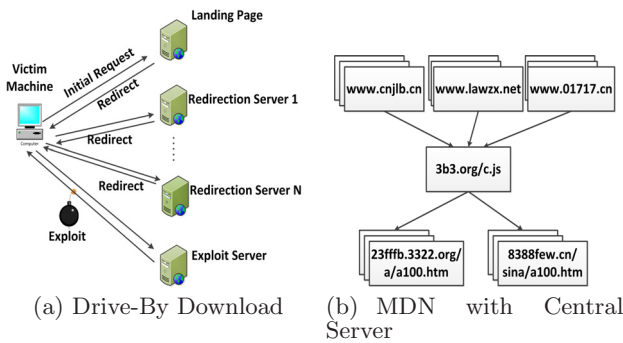 Landing Page
Victim
Machine
Initial Request
Redirect
Redirection Server 1
Computer
Redirect
Redirect
Redirection Server N
Exploit
Exploit Server
(a) Drive-By Download
www.cnjlb.cn
www.lawzx.net
www.01717.cn
3b3.org/c.js
23fffb.3322.org/
a/a100.htm
8388few.cn/
sina/a100.htm
(b) MDN with Central
Server